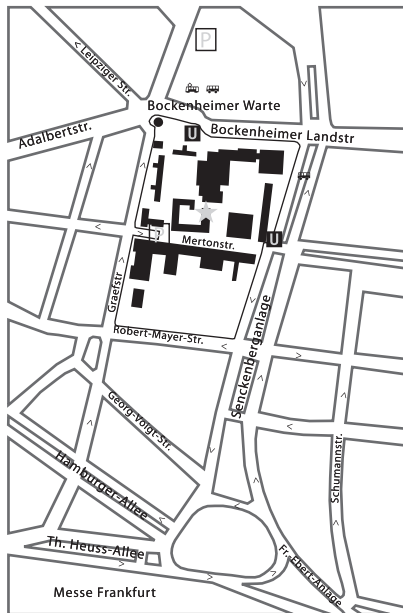 P
Leipziger Str.
Bockenheimer Warte
Adalbertstr.
U
Bockenheimer Landstr
U
P
Mertonstr.
Graefstr
Robert-Mayer-Str.
Senckenberganlage
Georg-Voigt-Str.
Schumannstr.
Hamburger-Allee
Th. Heuss-Allee
Fr. Ebert-Anlage
Messe Frankfurt